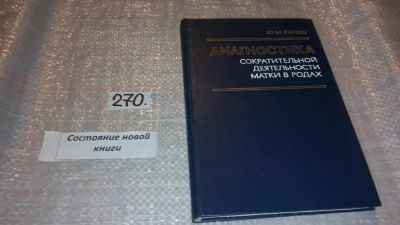 Ю.М. КАРАШ
ДИАГНОСТИКА
СОКРАТИТЕЛЬНОЙ
ДЕЯТЕЛЬНОСТИ
МАТКИ В РОДАХ
270.
Состояние новой
книги